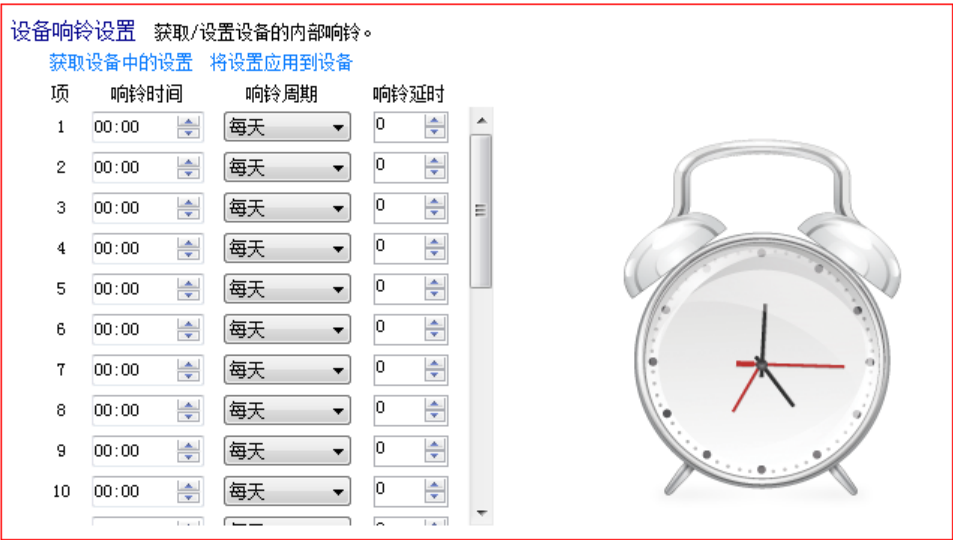 设备响铃设置 获取/设置设备的内部响铃。
获取设备中的设置 将设置应用到设备
项 响铃时间 响铃周期 响铃延时
1 00:00 每天 0
2 00:00 每天 0
3 00:00 每天 0
4 00:00 每天 0
5 00:00 每天 0
6 00:00 每天 0
7 00:00 每天 0
8 00:00 每天 0
9 00:00 每天 0
10 00:00 每天 0